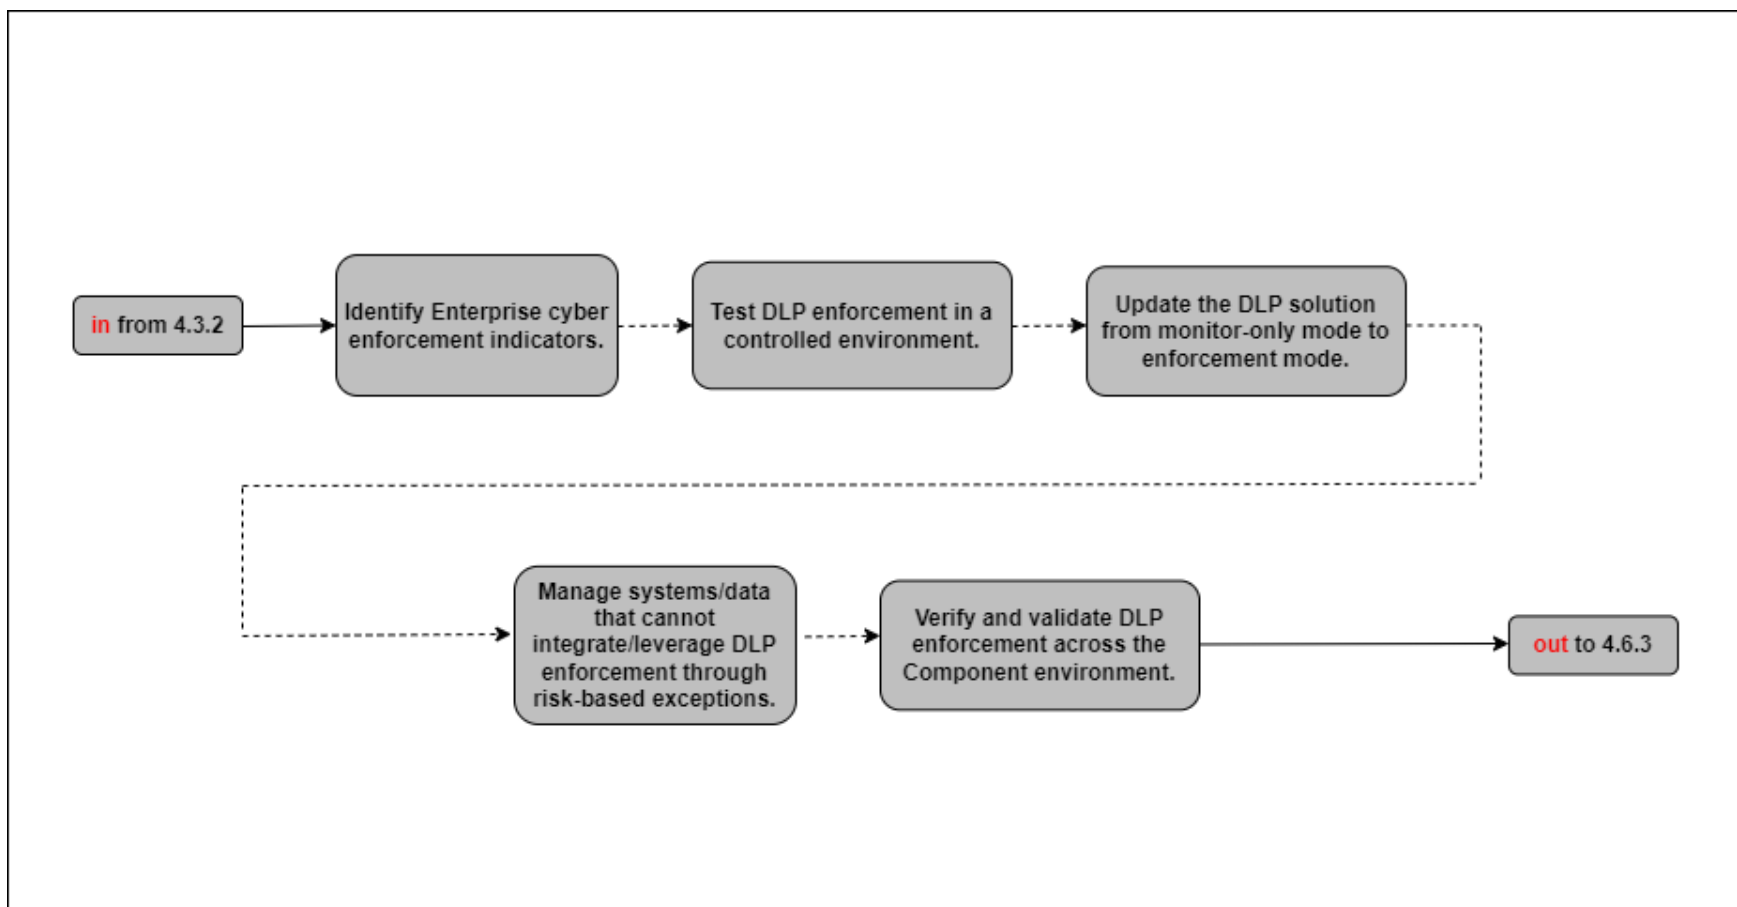 in from 4.3.2
Identify Enterprise cyber
enforcement indicators.
Test DLP enforcement in a
controlled environment.
Update the DLP solution
from monitor-only mode to
enforcement mode.
Manage systems/data
that cannot
integrate/leverage DLP
enforcement through
risk-based exceptions.
Verify and validate DLP
enforcement across the
Component environment.
out to 4.6.3